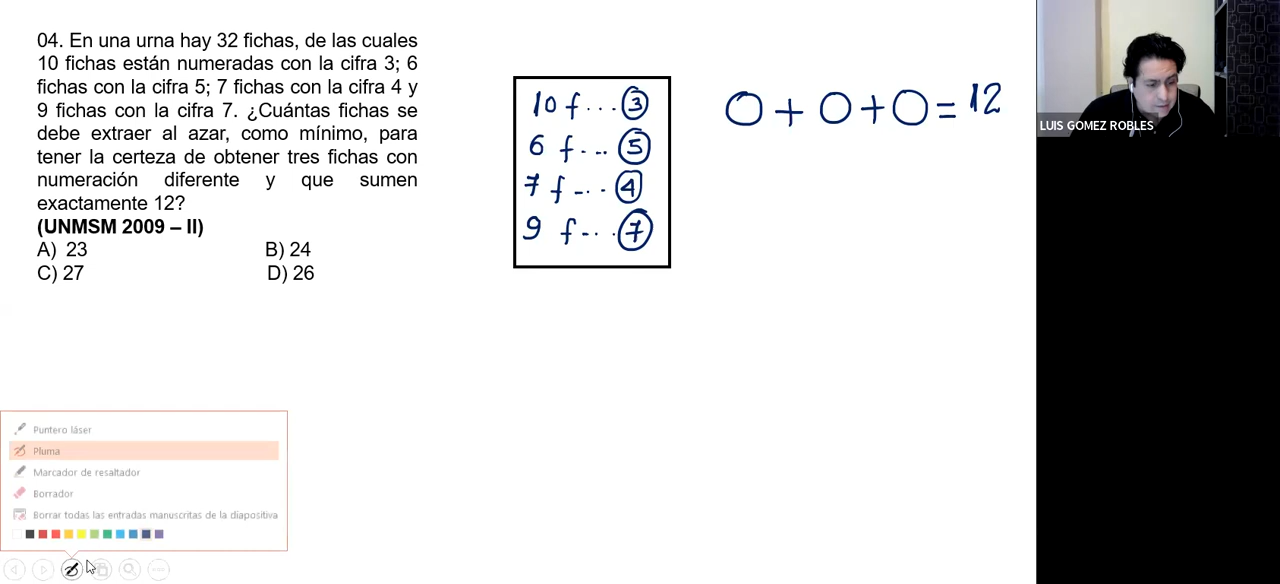 04. En una urna hay 32 fichas, de las cuales
10 fichas están numeradas con la cifra 3; 6
fichas con la cifra 5; 7 fichas con la cifra 4 y
9 fichas con la cifra 7. ¿Cuántas fichas se
debe extraer al azar, como mínimo, para
tener la certeza de obtener tres fichas con
numeración diferente y que sumen
exactamente 12?
(UNMSM 2009 – II)
A) 23 B) 24
C) 27 D) 26
10 f ... 3
6 f ... 5
7 f ... 4
9 f ... 7
O + O + O = 12
LUIS GOMEZ ROBLES
Puntero láser
Pluma
Marcador de resaltador
Borrador
Borrar todas las entradas manuscritas de la diapositiva